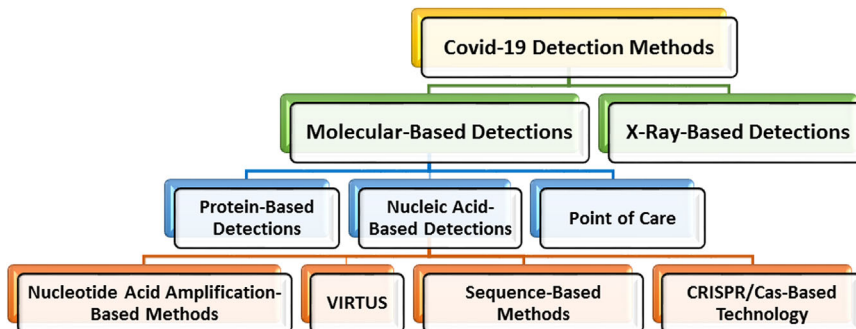 Covid-19 Detection Methods
Molecular-Based Detections
X-Ray-Based Detections
Protein-Based
Detections
Nucleic Acid-
Based Detections
Point of Care
Nucleotide Acid Amplification-
Based Methods
VIRTUS
Sequence-Based
Methods
CRISPR/Cas-Based
Technology